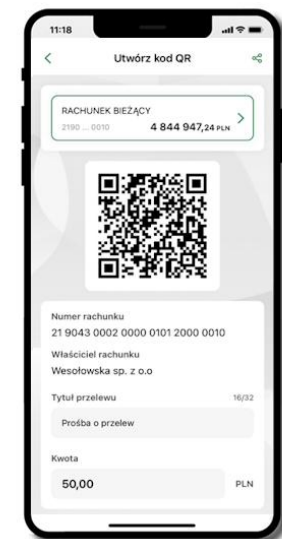 11:18
Utwórz kod QR
RACHUNEK BIEŻĄCY
2190 ... 0010 4 844 947,24 PLN
Numer rachunku
21 9043 0002 0000 0101 2000 0010
Właściciel rachunku
Wesołowska sp. z o.o
Tytuł przelewu 16/32
Prośba o przelew
Kwota
50,00 PLN